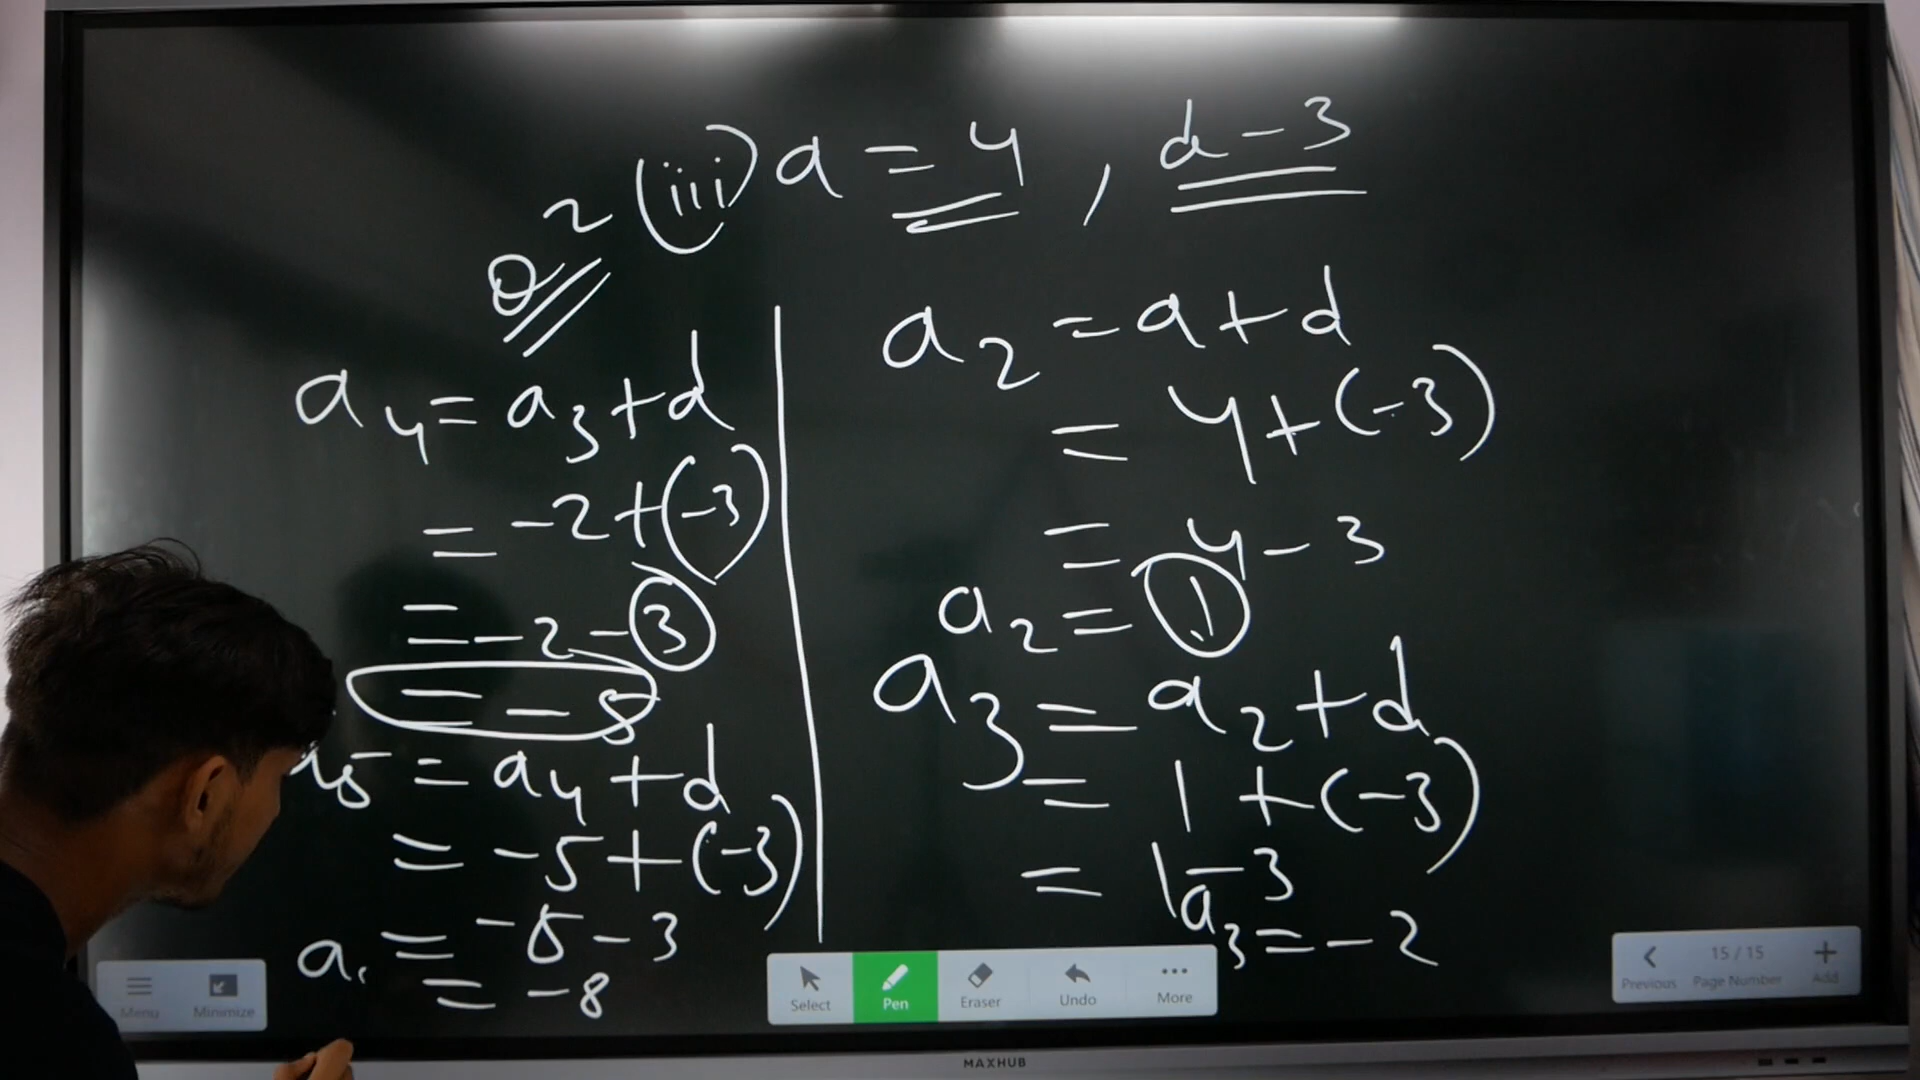 Q 2 (iii) a = 4 , d - 3
a2 = a + d
= 4 + (-3)
= 4 - 3
a2 = 1
a3 = a2 + d
= 1 + (-3)
= 1 - 3
a3 = - 2
a4 = a3 + d
= -2 + (-3)
= - 2 - 3
= - 5
a5 = a4 + d
= - 5 + (-3)
= - 5 - 3
a
= - 8
Menu
Minimize
Select
Pen
Eraser
Undo
More
Previous
15 / 15
Page Number
Add
MAXHUB